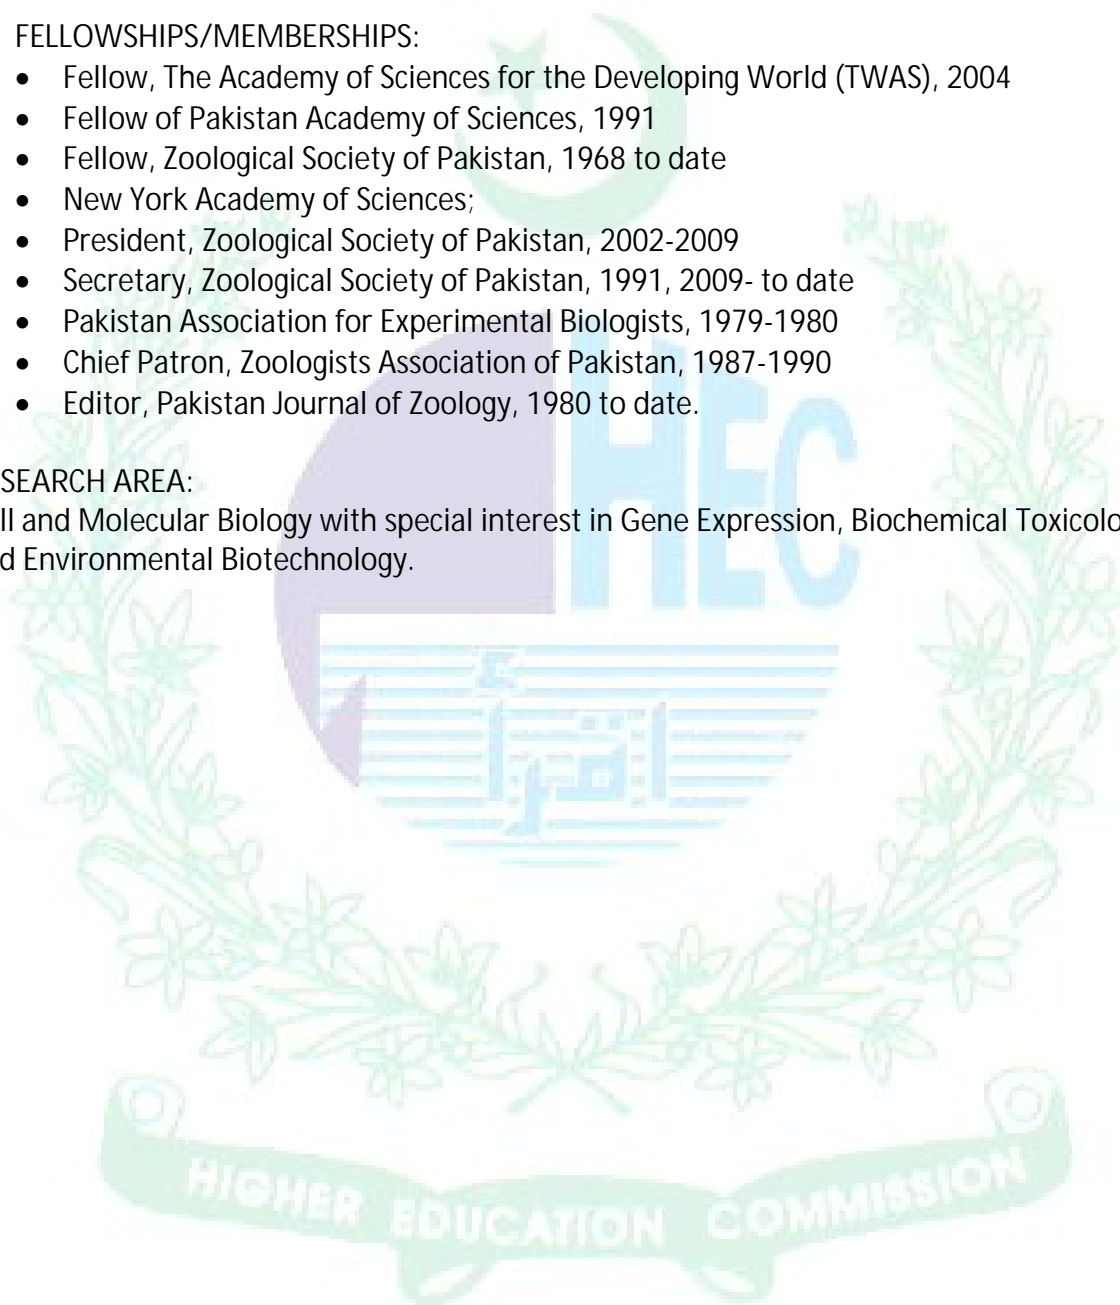 FELLOWSHIPS/MEMBERSHIPS:
• Fellow, The Academy of Sciences for the Developing World (TWAS), 2004
• Fellow of Pakistan Academy of Sciences, 1991
• Fellow, Zoological Society of Pakistan, 1968 to date
• New York Academy of Sciences;
• President, Zoological Society of Pakistan, 2002-2009
• Secretary, Zoological Society of Pakistan, 1991, 2009- to date
• Pakistan Association for Experimental Biologists, 1979-1980
• Chief Patron, Zoologists Association of Pakistan, 1987-1990
• Editor, Pakistan Journal of Zoology, 1980 to date.
SEARCH AREA:
ll and Molecular Biology with special interest in Gene Expression, Biochemical Toxicolo
d Environmental Biotechnology.
HEC
اقرأ
HIGHER EDUCATION COMMISSION